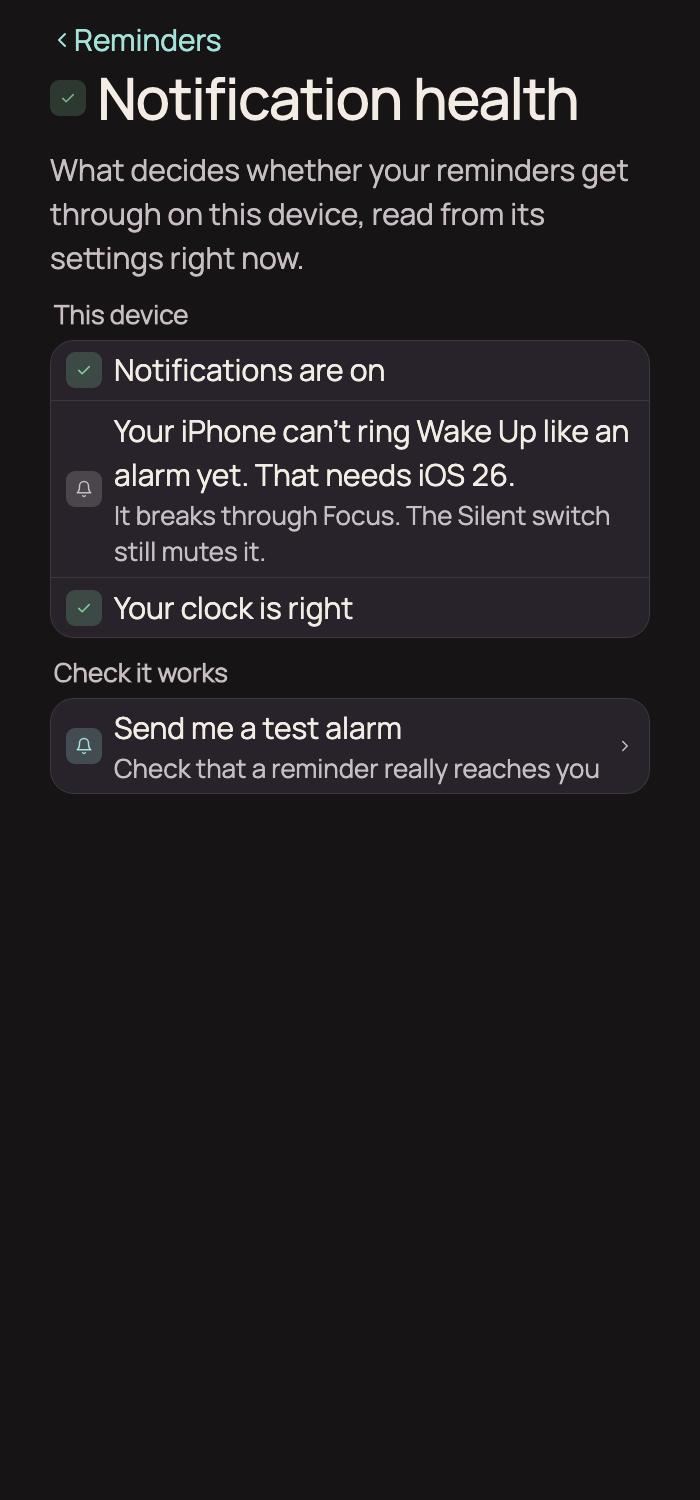 Reminders
Notification health
What decides whether your reminders get
through on this device, read from its
settings right now.
This device
Notifications are on
Your iPhone can’t ring Wake Up like an
alarm yet. That needs iOS 26.
It breaks through Focus. The Silent switch
still mutes it.
Your clock is right
Check it works
Send me a test alarm
Check that a reminder really reaches you